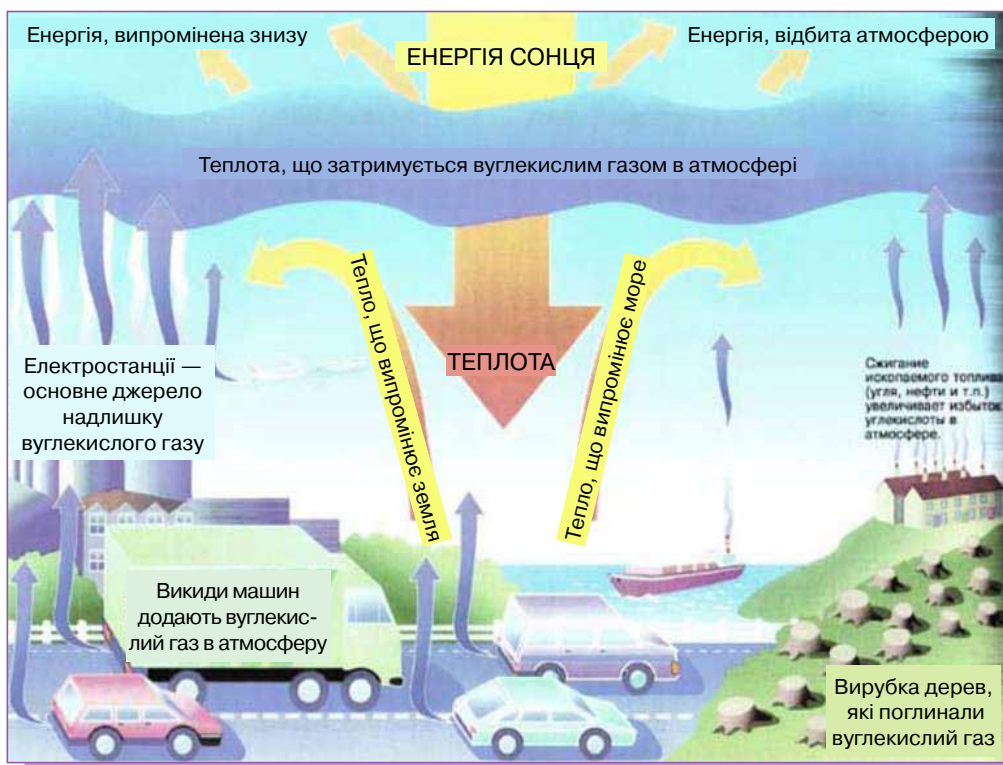 Енергія, випромінена знизу
ЕНЕРГІЯ СОНЦЯ
Енергія, відбита атмосферою
Теплота, що затримується вуглекислим газом в атмосфері
Тепло, що випромінює земля
ТЕПЛОТА
Тепло, що випромінює море
Електростанції —
основне джерело
надлишку
вуглекислого газу
Сжигание
ископаемого топлива
(угля, нефти и т.п.)
увеличивает избыток
углекислоты в
атмосфере.
Викиди машин
додають вуглекис-
лий газ в атмосферу
Вирубка дерев,
які поглинали
вуглекислий газ